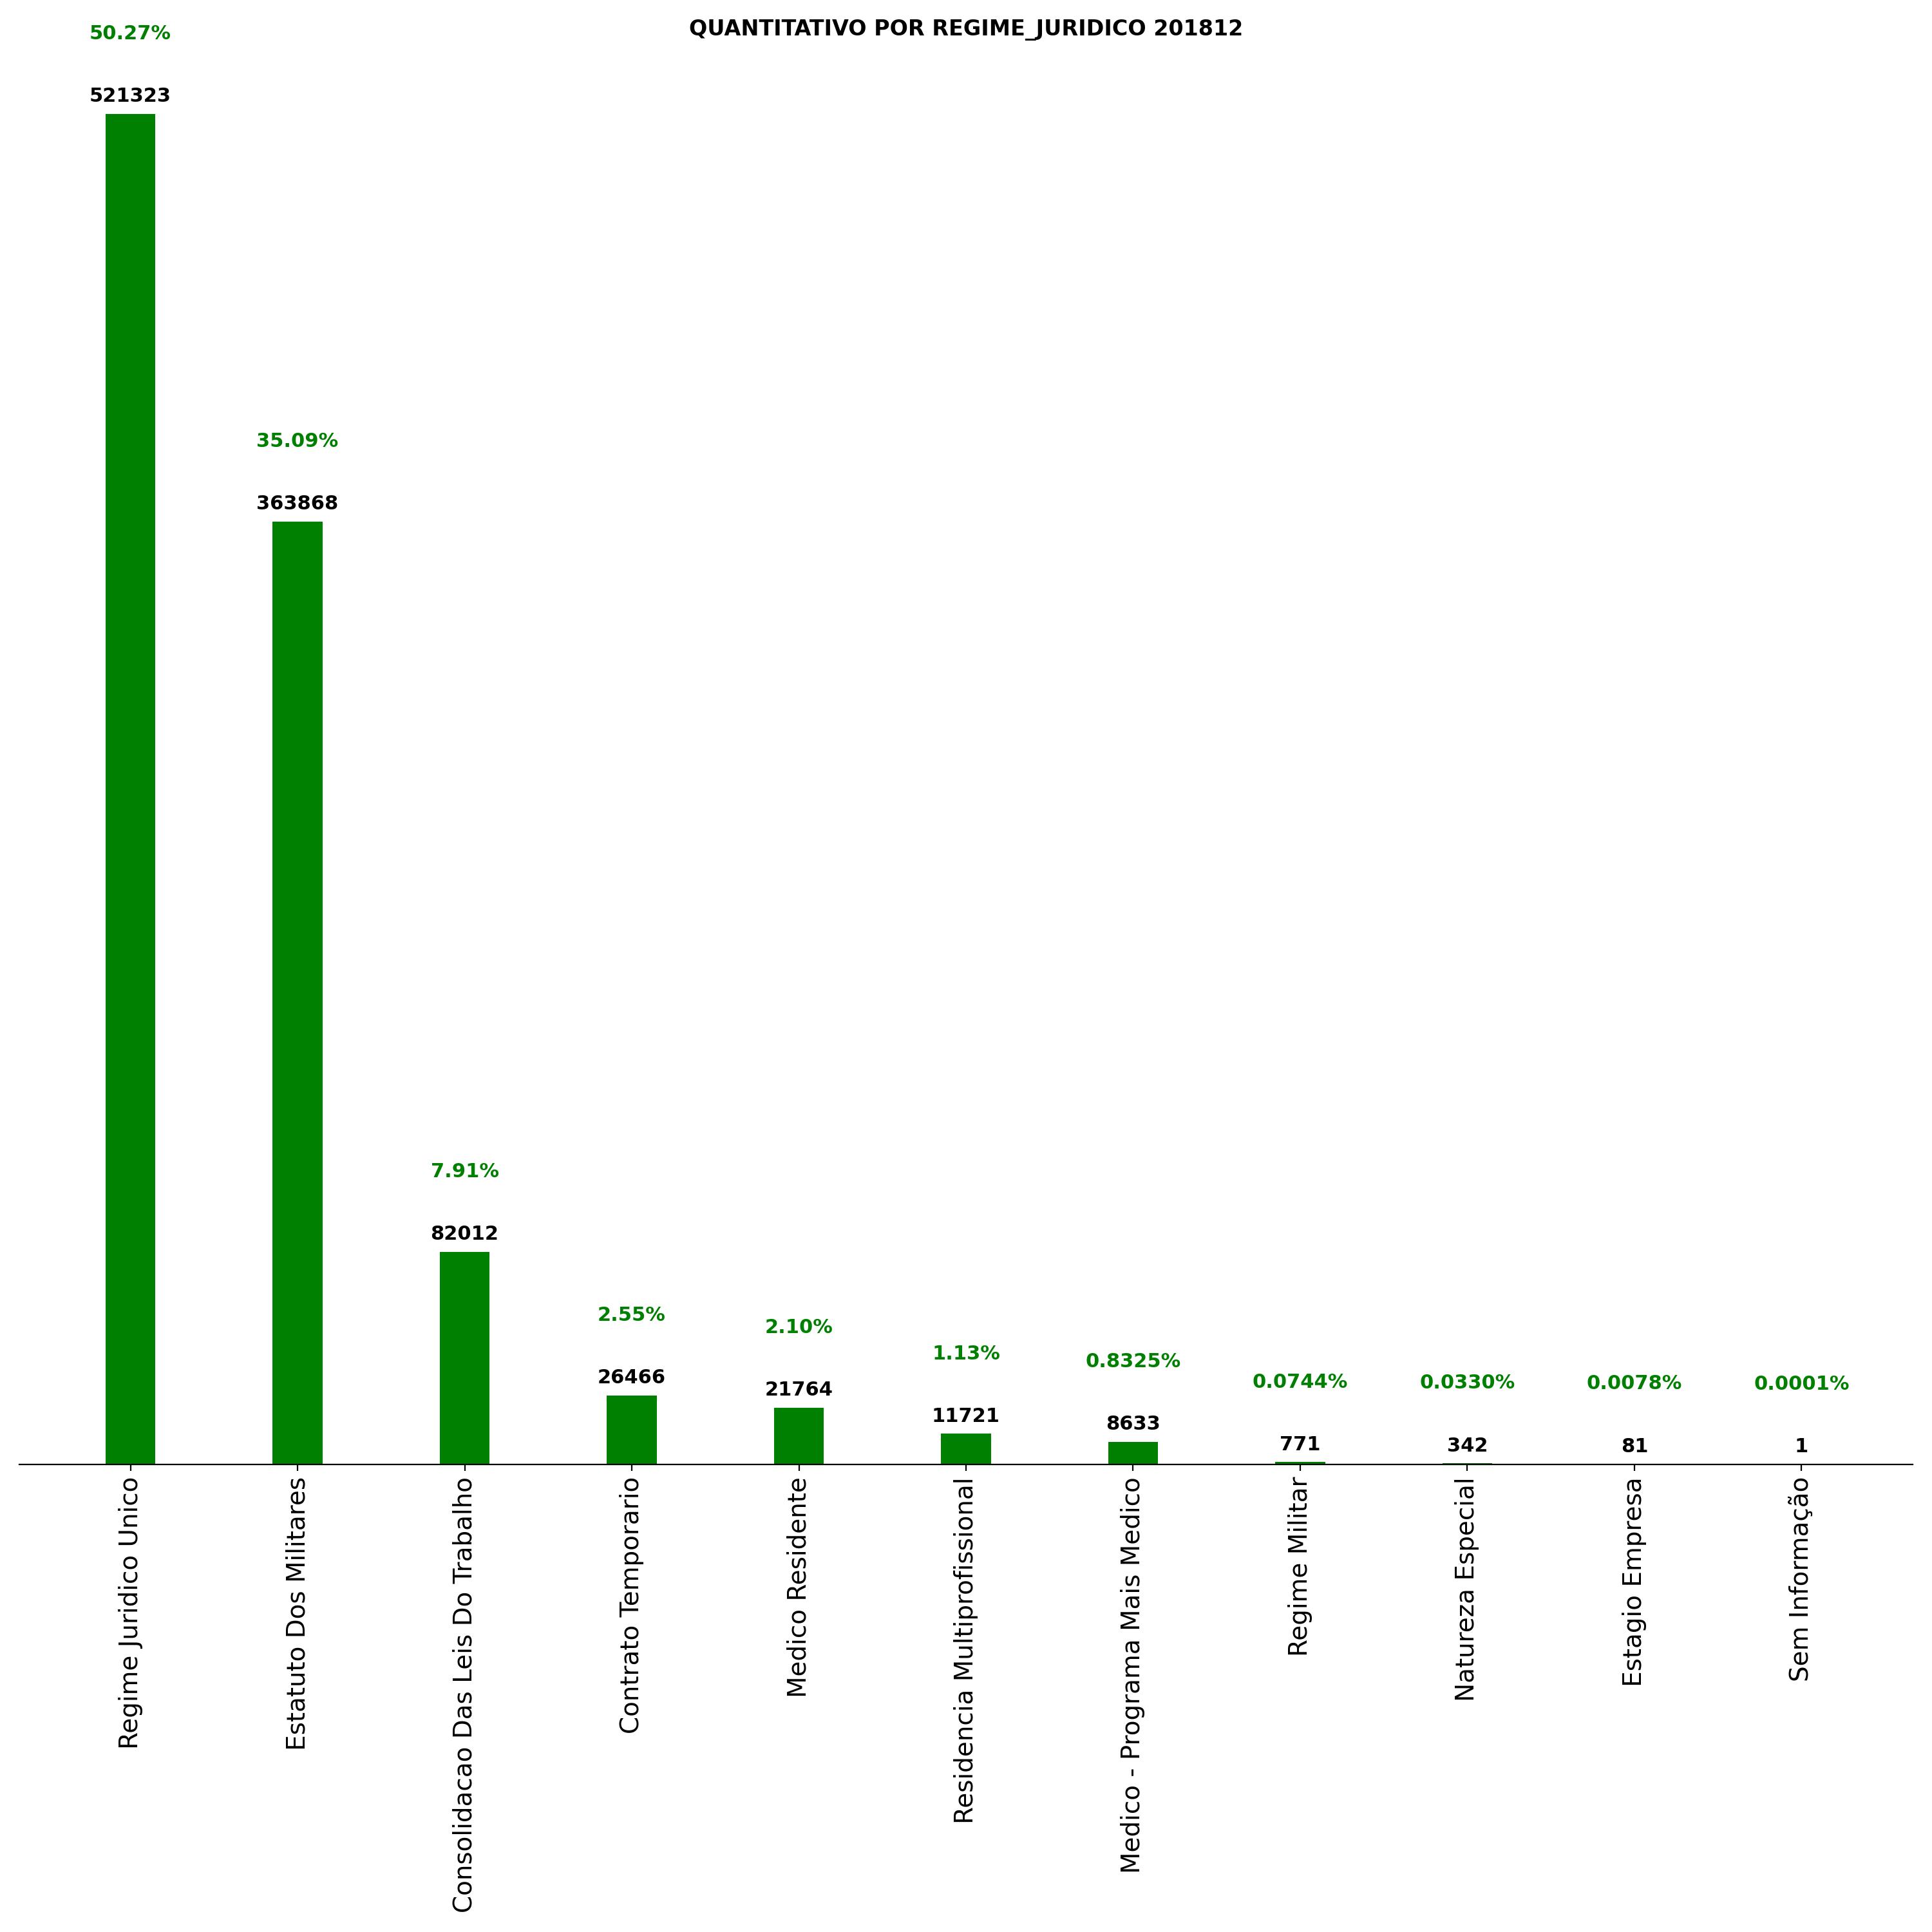 QUANTITATIVO POR REGIME_JURIDICO 201812
50.27%
521323
35.09%
363868
7.91%
82012
2.55%
26466
2.10%
21764
1.13%
11721
0.8325%
8633
0.0744%
771
0.0330%
342
0.0078%
81
0.0001%
1
Regime Juridico Unico
Estatuto Dos Militares
Consolidacao Das Leis Do Trabalho
Contrato Temporario
Medico Residente
Residencia Multiprofissional
Medico - Programa Mais Medico
Regime Militar
Natureza Especial
Estagio Empresa
Sem Informação